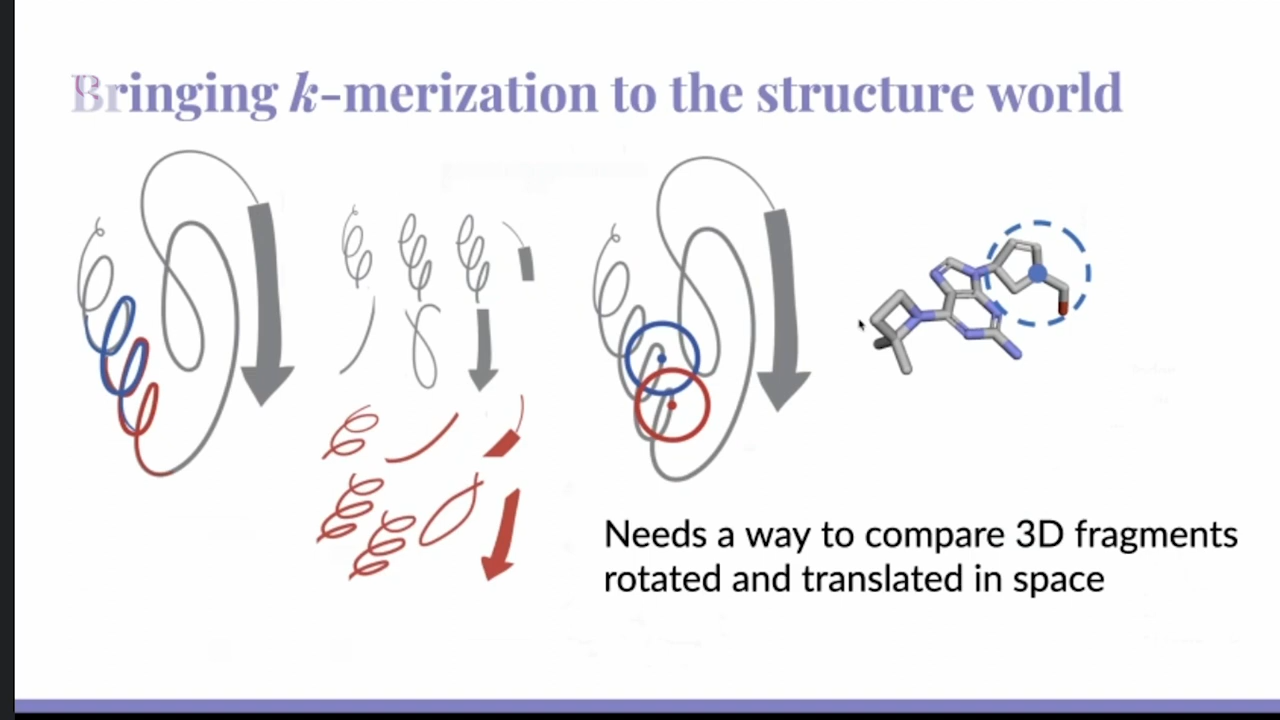 Bringing k-merization to the structure world
Needs a way to compare 3D fragments
rotated and translated in space